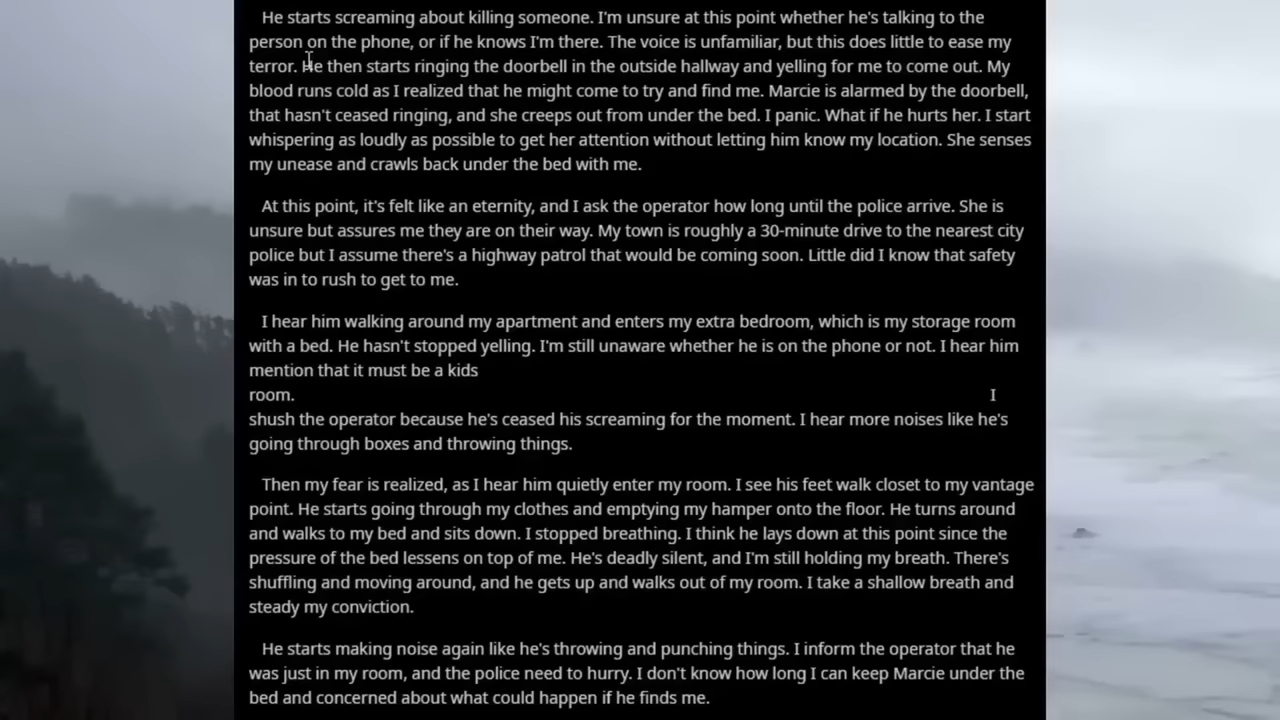 He starts screaming about killing someone. I'm unsure at this point whether he's talking to the
person on the phone, or if he knows I'm there. The voice is unfamiliar, but this does little to ease my
terror. He then starts ringing the doorbell in the outside hallway and yelling for me to come out. My
blood runs cold as I realized that he might come to try and find me. Marcie is alarmed by the doorbell,
that hasn't ceased ringing, and she creeps out from under the bed. I panic. What if he hurts her. I start
whispering as loudly as possible to get her attention without letting him know my location. She senses
my unease and crawls back under the bed with me.
At this point, it's felt like an eternity, and I ask the operator how long until the police arrive. She is
unsure but assures me they are on their way. My town is roughly a 30-minute drive to the nearest city
police but I assume there's a highway patrol that would be coming soon. Little did I know that safety
was in to rush to get to me.
I hear him walking around my apartment and enters my extra bedroom, which is my storage room
with a bed. He hasn't stopped yelling. I'm still unaware whether he is on the phone or not. I hear him
mention that it must be a kids
room. I
shush the operator because he's ceased his screaming for the moment. I hear more noises like he's
going through boxes and throwing things.
Then my fear is realized, as I hear him quietly enter my room. I see his feet walk closet to my vantage
point. He starts going through my clothes and emptying my hamper onto the floor. He turns around
and walks to my bed and sits down. I stopped breathing. I think he lays down at this point since the
pressure of the bed lessens on top of me. He's deadly silent, and I'm still holding my breath. There's
shuffling and moving around, and he gets up and walks out of my room. I take a shallow breath and
steady my conviction.
He starts making noise again like he's throwing and punching things. I inform the operator that he
was just in my room, and the police need to hurry. I don't know how long I can keep Marcie under the
bed and concerned about what could happen if he finds me.